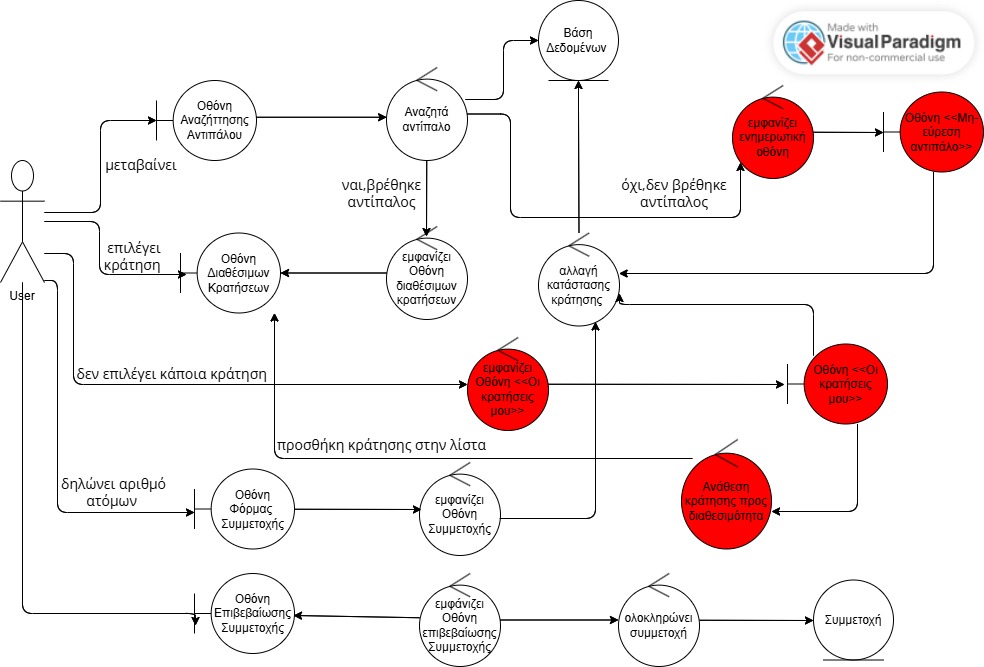 Made with
VisualParadigm
For non-commercial use
Βάση
Δεδομένων
Οθόνη
Αναζήττησης
Αντιπάλου
Αναζητά
αντίπαλο
εμφανίζει
ενημερωτική
οθόνη
Οθόνη <<Μη-
εύρεση
αντιπάλο>>
μεταβαίνει
ναι,βρέθηκε
αντίπαλος
όχι,δεν βρέθηκε
αντίπαλος
User
επιλέγει
κράτηση
Οθόνη
Διαθέσιμων
Κρατήσεων
εμφανίζει
Οθόνη
διαθέσιμων
κρατήσεων
αλλαγή
κατάστασης
κράτησης
δεν επιλέγει κάποια κράτηση
εμφανίζει
Οθόνη <<Οι
κρατήσεις
μου>>
Οθόνη <<Οι
κρατήσεις
μου>>
προσθήκη κράτησης στην λίστα
Ανάθεση
κράτησης προς
διαθεσιμότητα
δηλώνει αριθμό
ατόμων
Οθόνη
Φόρμας
Συμμετοχής
εμφανίζει
Οθόνη
Συμμετοχής
Οθόνη
Επιβεβαίωσης
Συμμετοχής
εμφάνιζει
Οθόνη
επιβεβαίωσης
Συμμετοχής
ολοκληρώνει
συμμετοχή
Συμμετοχή